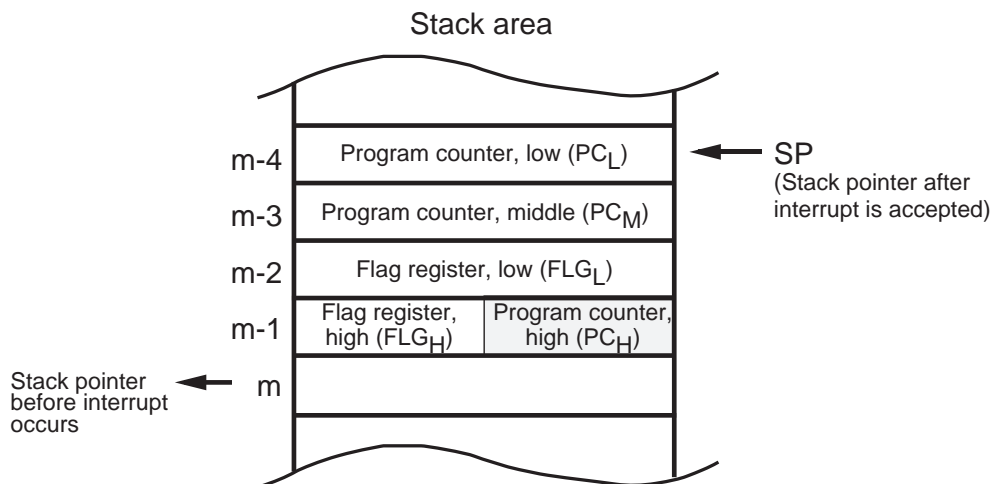 Stack area
m-4
Program counter, low (PCL)
SP
(Stack pointer after
interrupt is accepted)
m-3
Program counter, middle (PCM)
m-2
Flag register, low (FLGL)
m-1
Flag register,
high (FLGH)
Program counter,
high (PCH)
Stack pointer
before interrupt
occurs
m